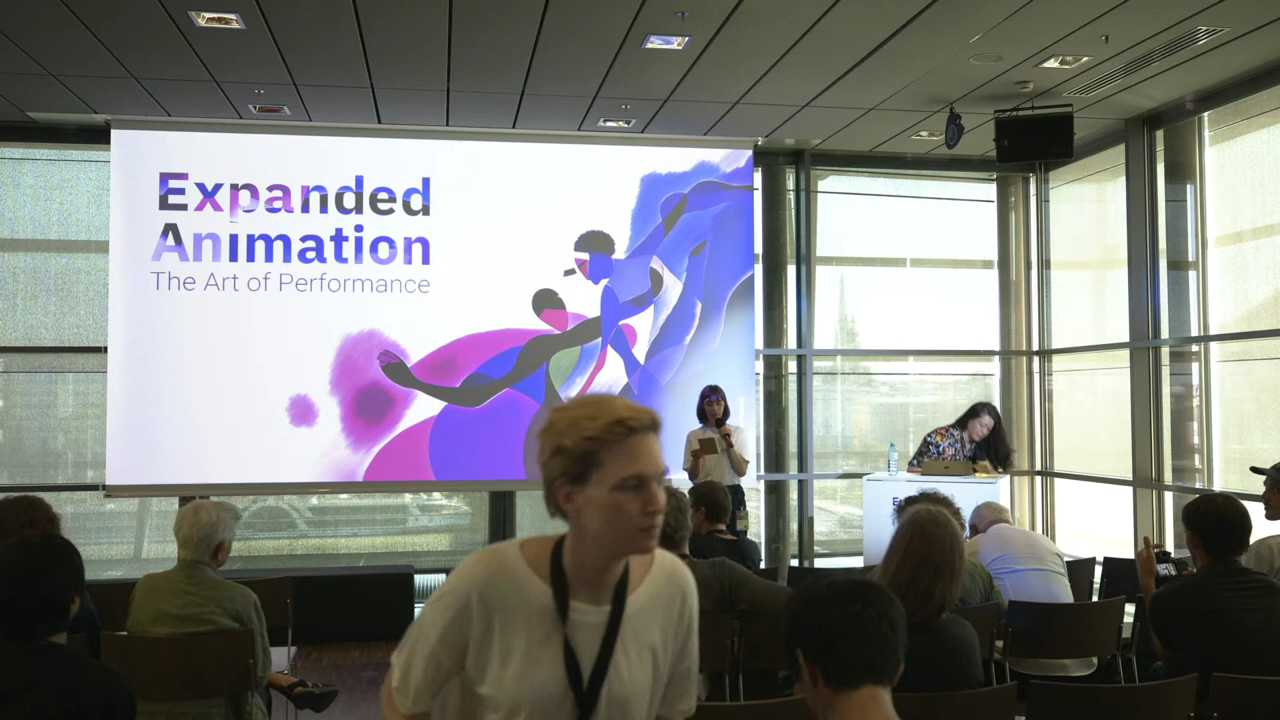 Expanded
Animation
The Art of Performance